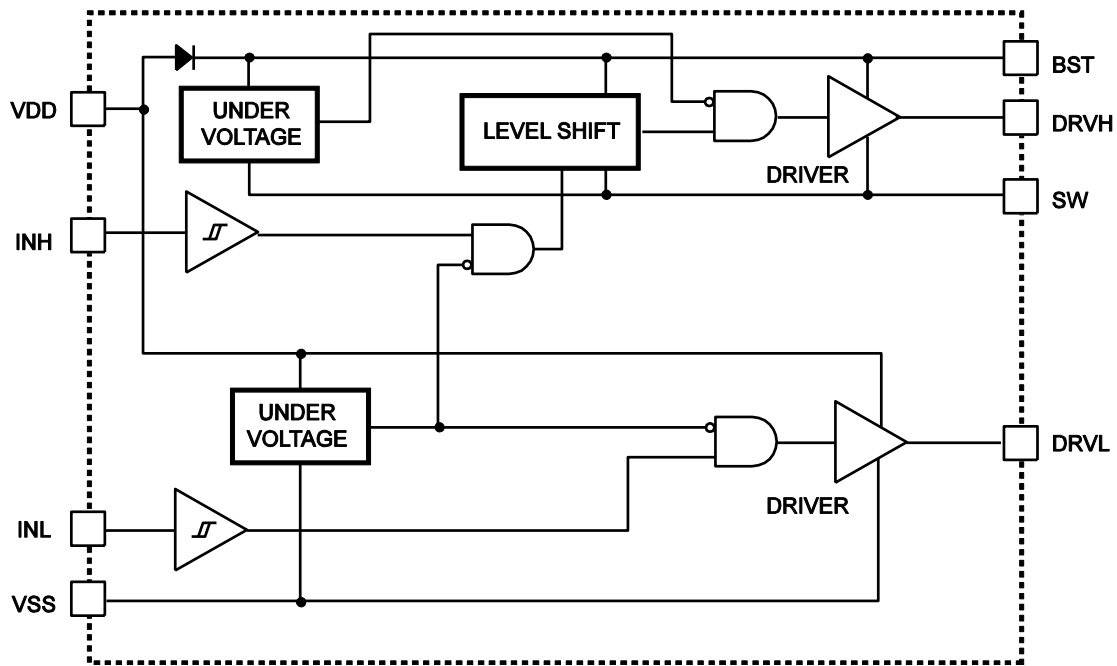 BST
VDD
UNDER
VOLTAGE
LEVEL SHIFT
DRVH
DRIVER
SW
INH
UNDER
VOLTAGE
DRVL
DRIVER
INL
VSS